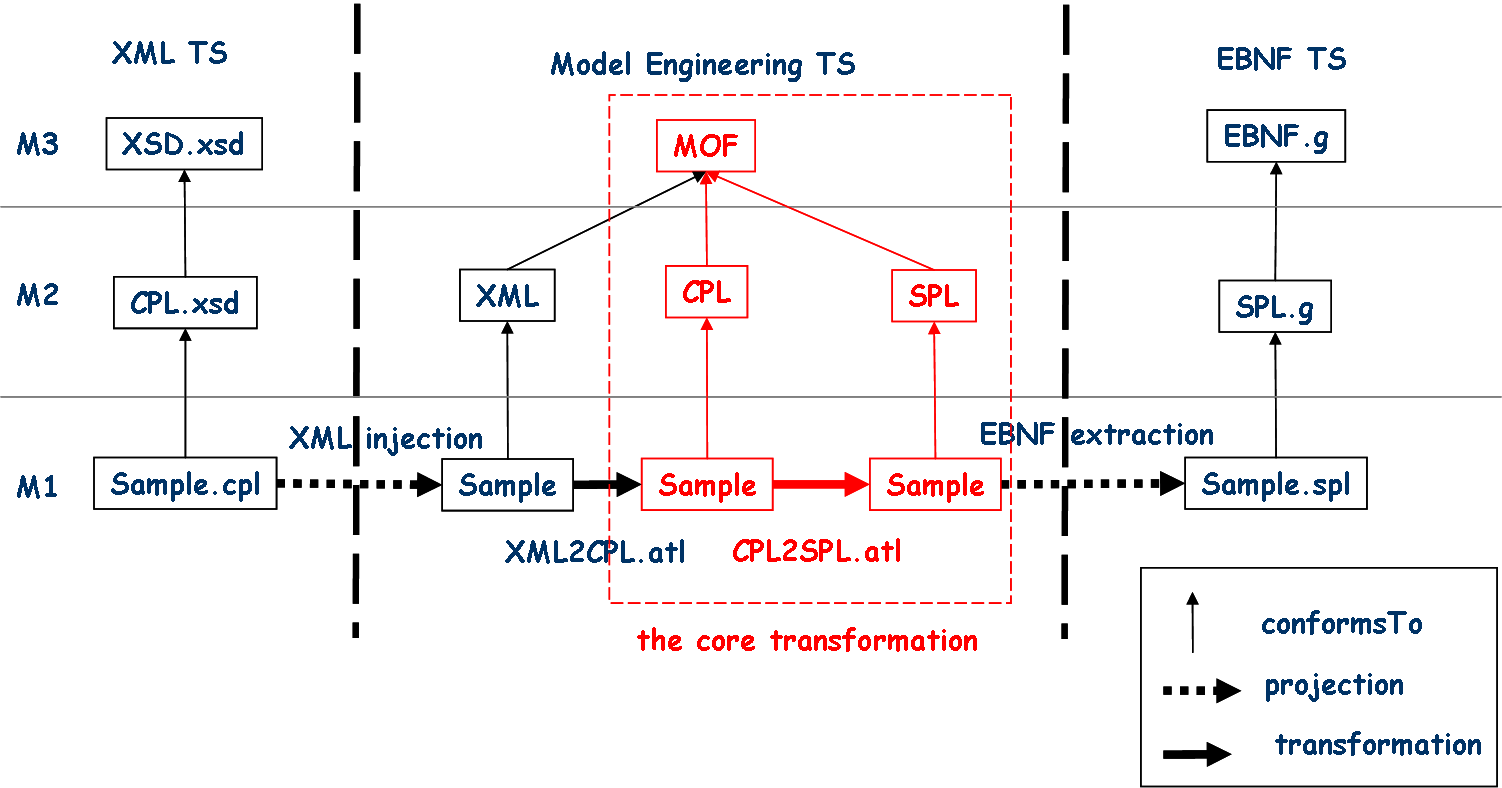 XML TS
Model Engineering TS
EBNF TS
M3
XSD.xsd
MOF
EBNF.g
M2
CPL.xsd
XML
CPL
SPL
SPL.g
XML injection
EBNF extraction
M1
Sample.cpl
Sample
Sample
Sample
Sample.spl
XML2CPL.atl
CPL2SPL.atl
the core transformation
conformsTo
projection
transformation